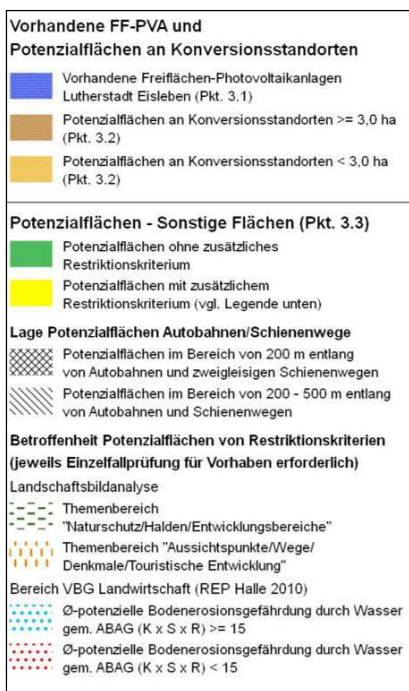 Vorhandene FF-PVA und
Potenzialflächen an Konversionsstandorten
Vorhandene Freiflächen-Photovoltaikanlagen
Lutherstadt Eisleben (Pkt. 3.1)
Potenzialflächen an Konversionsstandorten >= 3,0 ha
(Pkt. 3.2)
Potenzialflächen an Konversionsstandorten < 3,0 ha
(Pkt. 3.2)
Potenzialflächen - Sonstige Flächen (Pkt. 3.3)
Potenzialflächen ohne zusätzliches
Restriktionskriterium
Potenzialflächen mit zusätzlichem
Restriktionskriterium (vgl. Legende unten)
Lage Potenzialflächen Autobahnen/Schienenwege
Potenzialflächen im Bereich von 200 m entlang
von Autobahnen und zweigleisigen Schienenwegen
Potenzialflächen im Bereich von 200 - 500 m entlang
von Autobahnen und Schienenwegen
Betroffenheit Potenzialflächen von Restriktionskriterien
(jeweils Einzelfallprüfung für Vorhaben erforderlich)
Landschaftsbildanalyse
Themenbereich
"Naturschutz/Halden/Entwicklungsbereiche"
Themenbereich "Aussichtspunkte/Wege/
Denkmale/Touristische Entwicklung"
Bereich VBG Landwirtschaft (REP Halle 2010)
Ø-potenzielle Bodenerosionsgefährdung durch Wasser
gem. ABAG (K x S x R) >= 15
Ø-potenzielle Bodenerosionsgefährdung durch Wasser
gem. ABAG (K x S x R) < 15